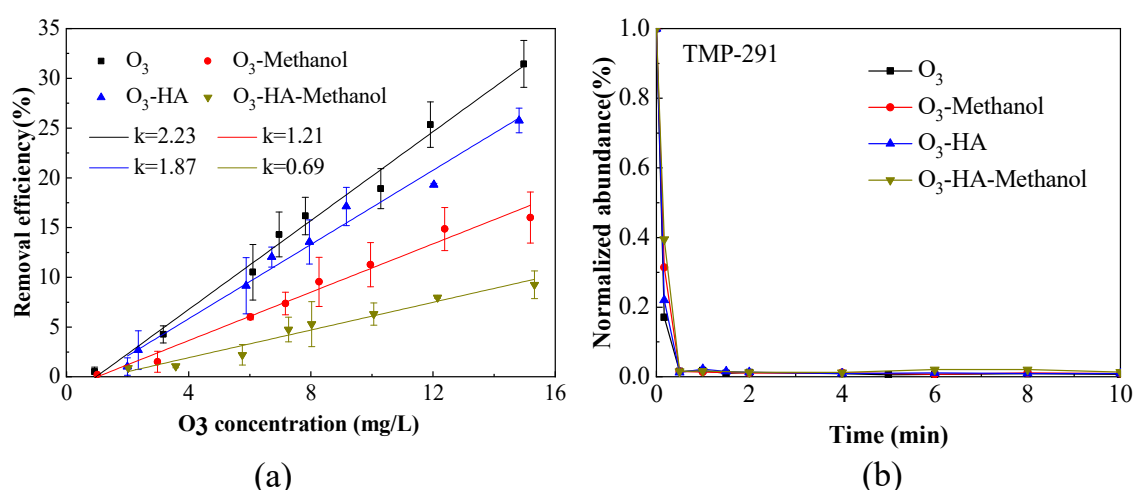 35
30
25
20
15
10
5
0
Removal efficiency(%)
O₃ O₃-Methanol
O₃-HA O₃-HA-Methanol
k=2.23 k=1.21
k=1.87 k=0.69
0 4 8 12 16
O3 concentration (mg/L)
(a)
1.0
0.8
0.6
0.4
0.2
0.0
Normalized abundance(%)
TMP-291
O₃
O₃-Methanol
O₃-HA
O₃-HA-Methanol
0 2 4 6 8 10
Time (min)
(b)